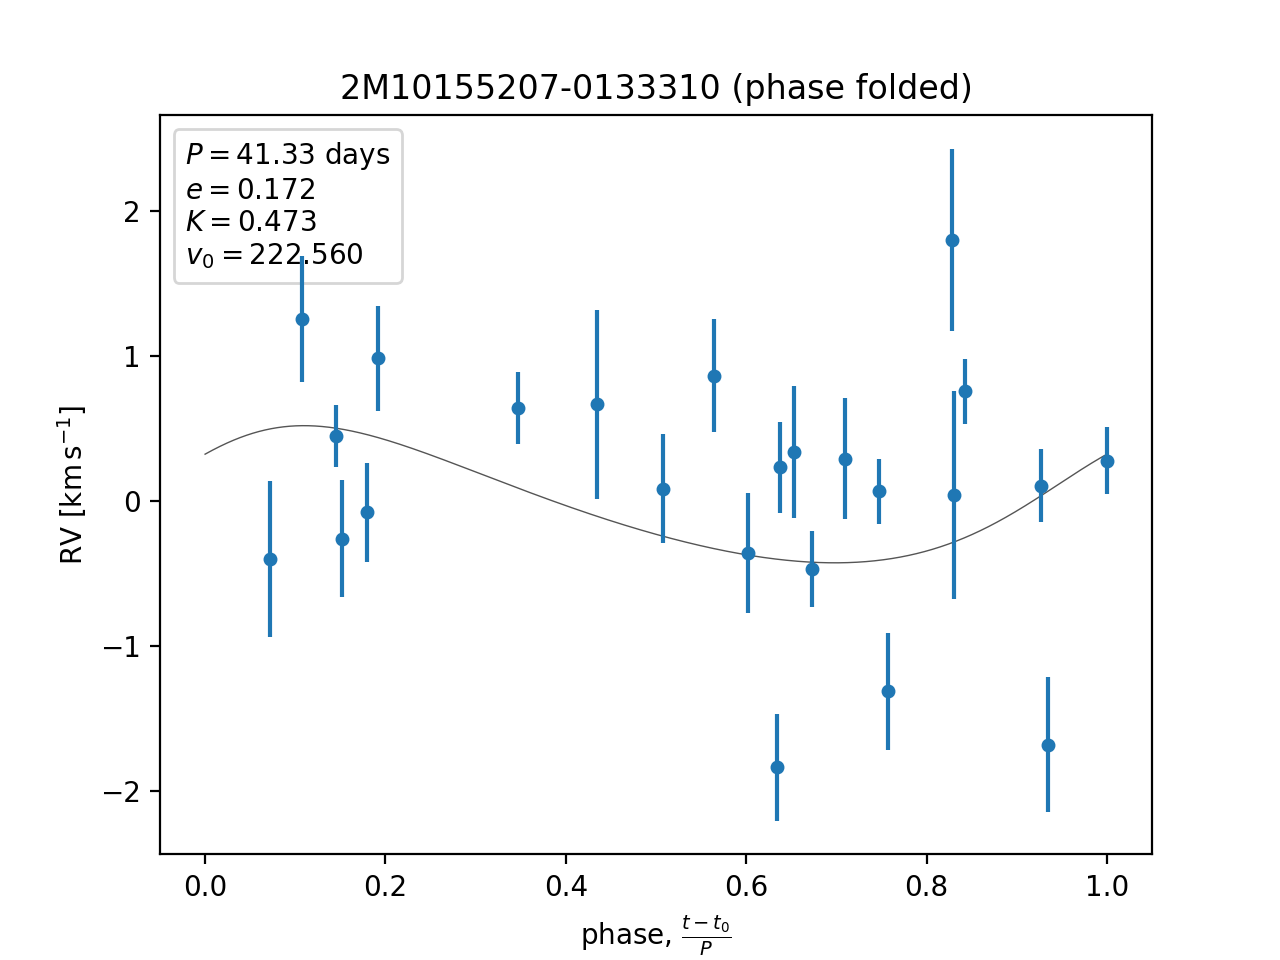 2M10155207-0133310 (phase folded)
P = 41.33 days
e = 0.172
K = 0.473
v₀ = 222.560
RV [km s⁻¹]
2
1
0
−1
−2
0.0 0.2 0.4 0.6 0.8 1.0
phase, (t − t₀)/P